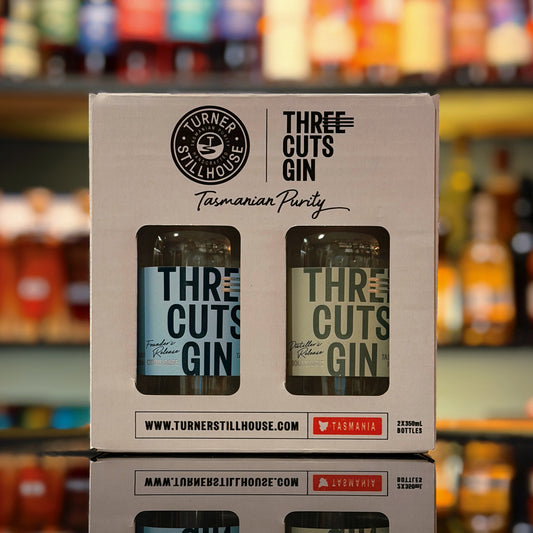 TURNER
STILLHOUSE
THREE
CUTS
GIN
Tasmanian Purity
THREE
CUTS
GIN
Founder's
Release
THREE
CUTS
GIN
Distiller's
Release
WWW.TURNERSTILLHOUSE.COM
TASMANIA
2X350mL
BOTTLES